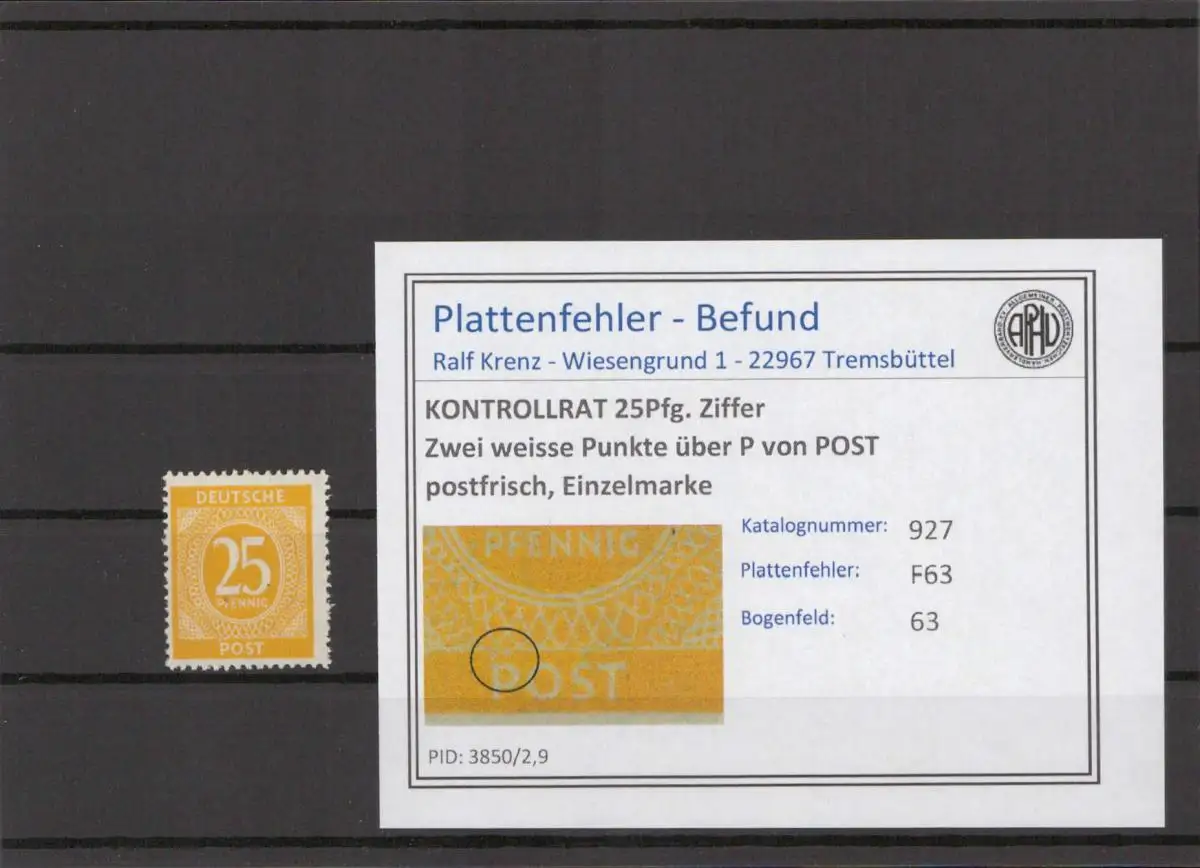 DEUTSCHE
25
PFENNIG
POST
Plattenfehler - Befund
Ralf Krenz - Wiesengrund 1 - 22967 Tremsbüttel
APHV
KONTROLLRAT 25Pfg. Ziffer
Zwei weisse Punkte über P von POST
postfrisch, Einzelmarke
PFENNIG
POST
Katalognummer: 927
Plattenfehler: F63
Bogenfeld: 63
PID: 3850/2,9